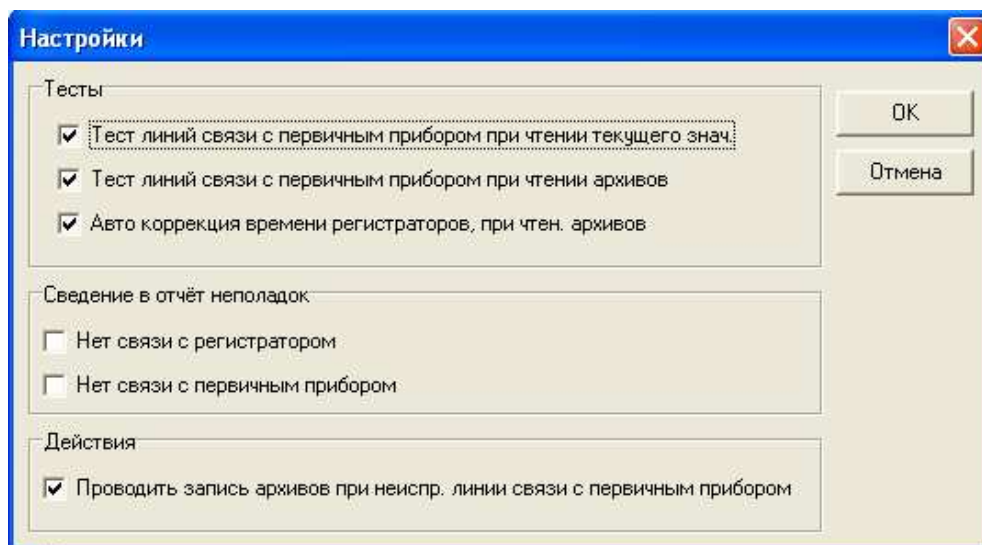 Настройки
Тесты
Тест линий связи с первичным прибором при чтении текущего знач.
Тест линий связи с первичным прибором при чтении архивов
Авто коррекция времени регистраторов, при чтен. архивов
OK
Отмена
Сведение в отчёт неполадок
Нет связи с регистратором
Нет связи с первичным прибором
Действия
Проводить запись архивов при неиспр. линии связи с первичным прибором